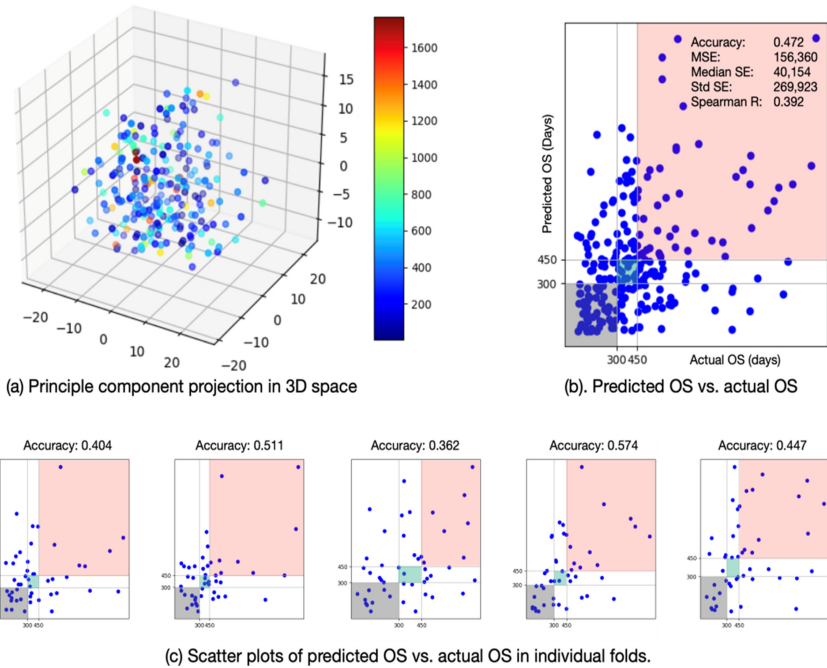 15
10
5
0
−5
−10
−20
−10
0
10
20
−20
−10
0
10
20
1600
1400
1200
1000
800
600
400
200
(a) Principle component projection in 3D space
Accuracy: 0.472
MSE: 156,360
Median SE: 40,154
Std SE: 269,923
Spearman R: 0.392
Predicted OS (Days)
450
300
300 450
Actual OS (days)
(b). Predicted OS vs. actual OS
Accuracy: 0.404
Accuracy: 0.511
Accuracy: 0.362
Accuracy: 0.574
Accuracy: 0.447
450
300
300 450
450
300
300 450
450
300
300 450
450
300
300 450
450
300
300 450
(c) Scatter plots of predicted OS vs. actual OS in individual folds.